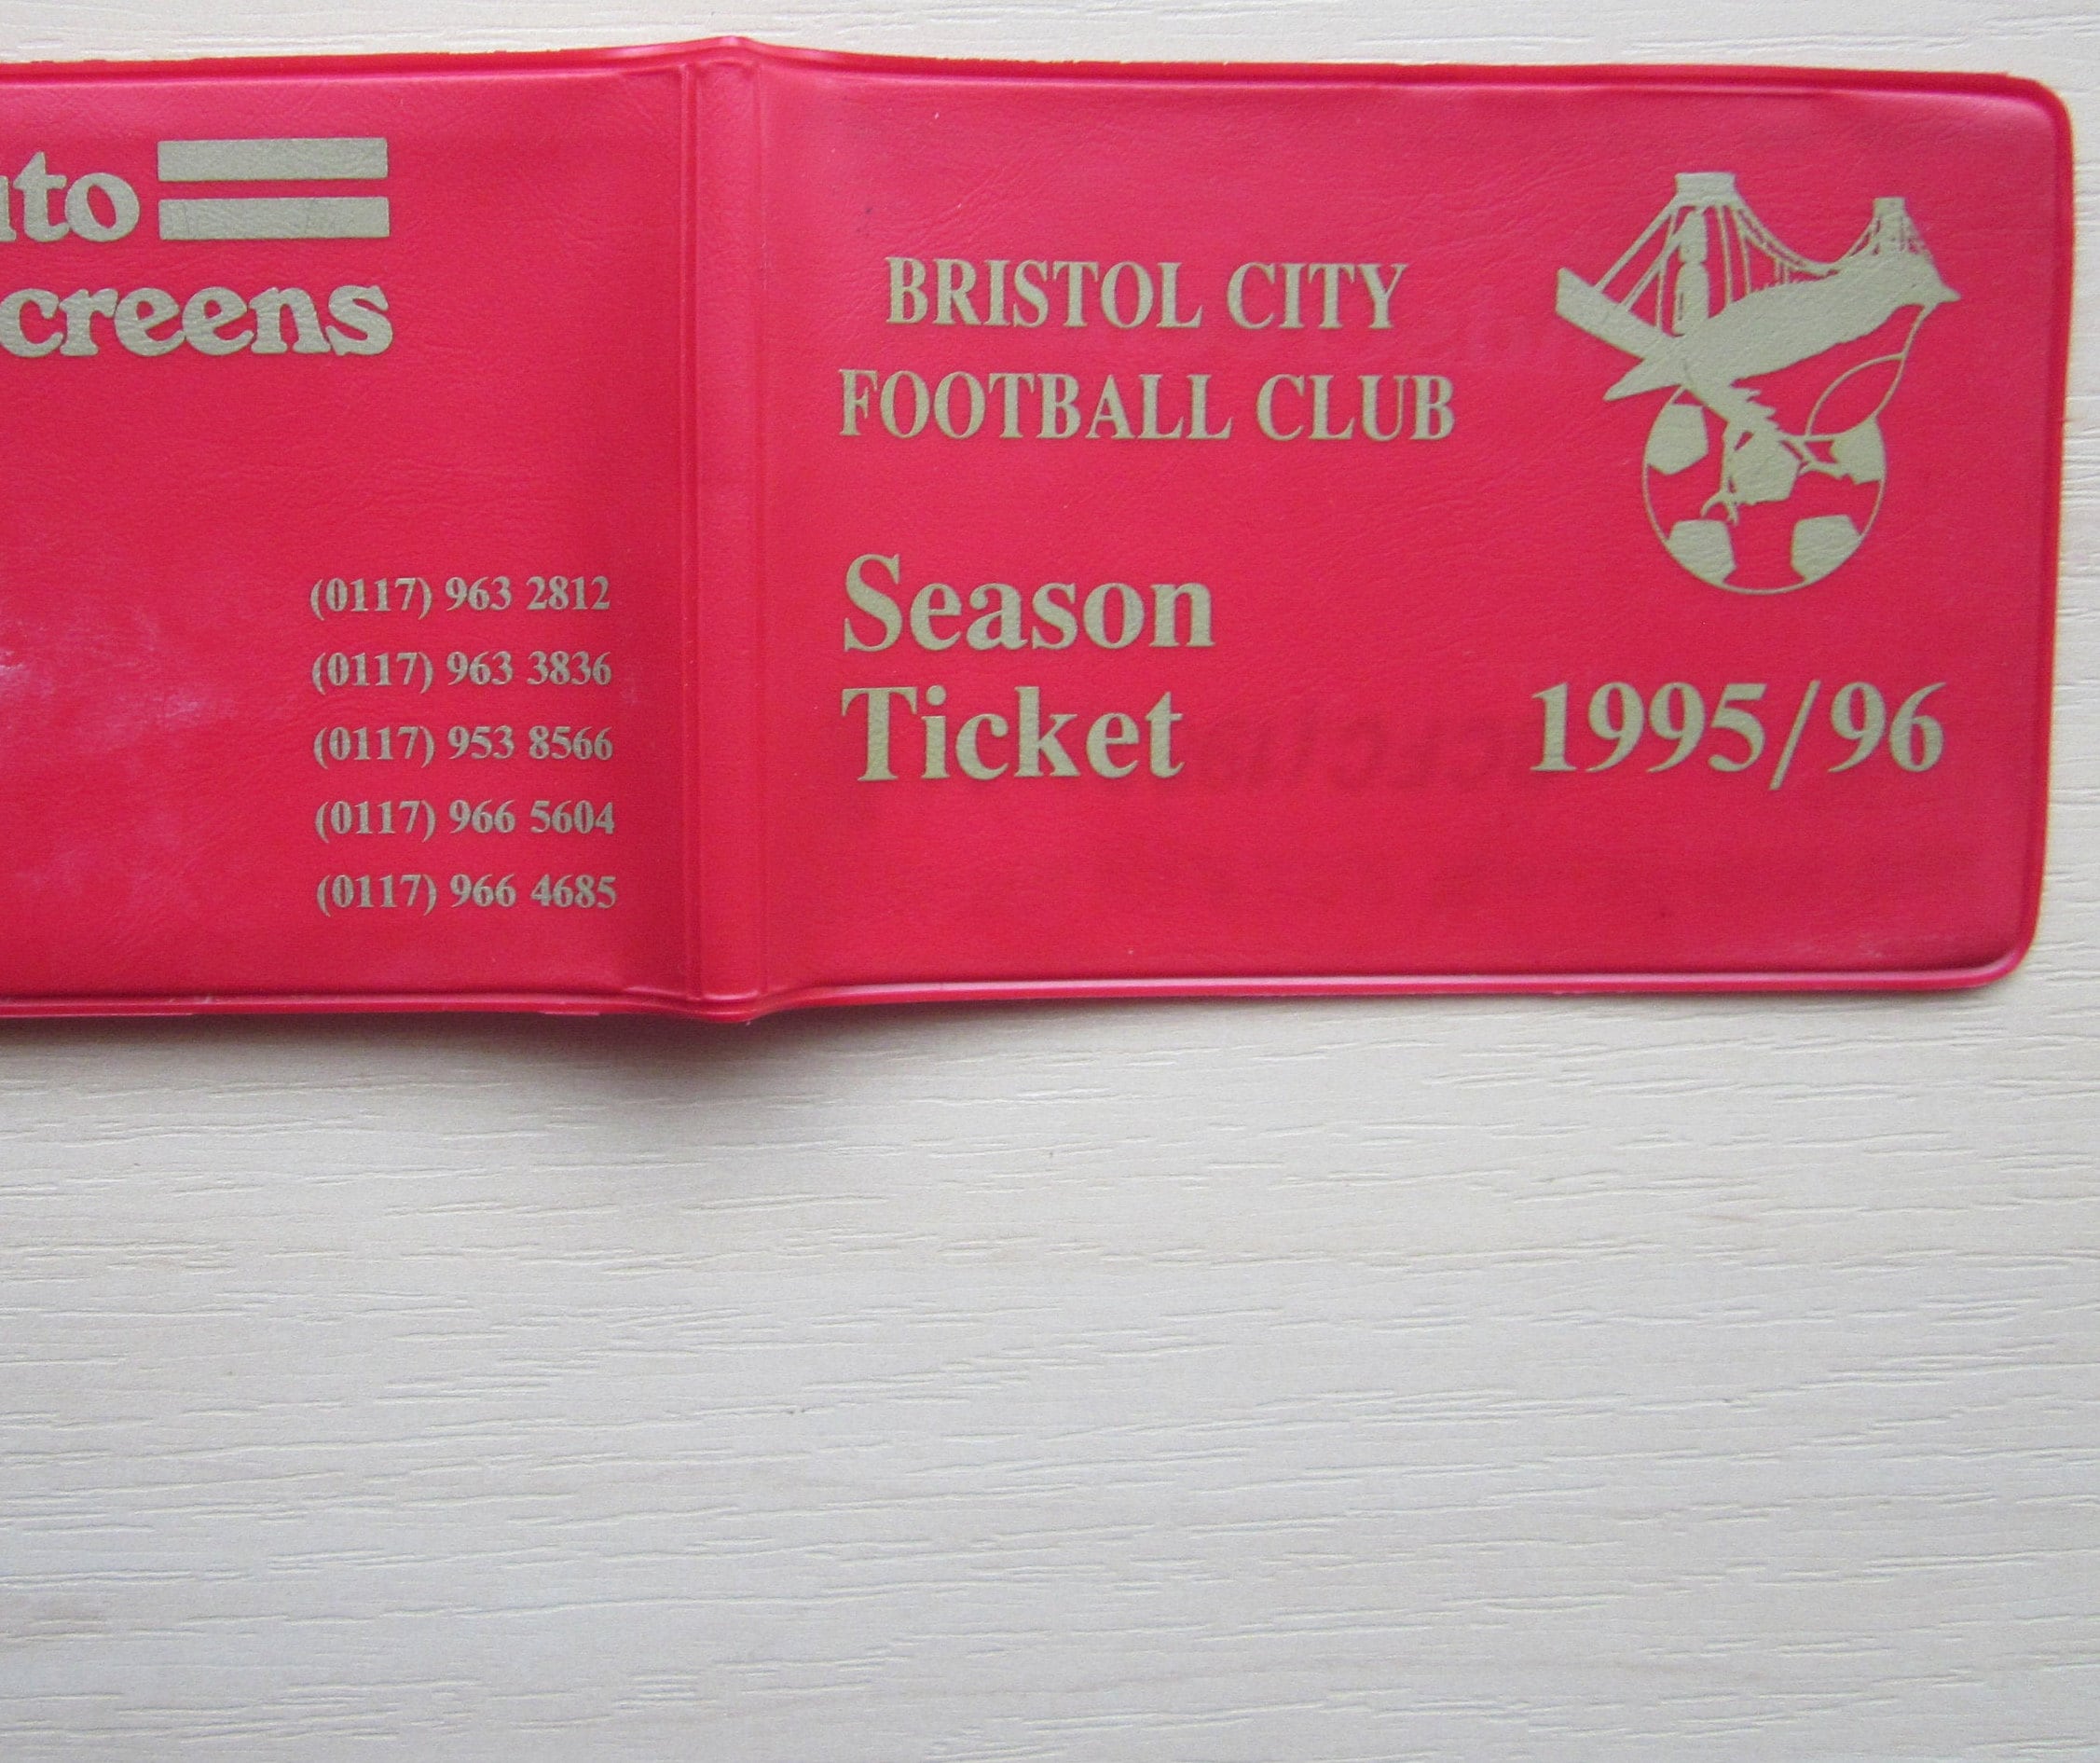 uto
creens
(0117) 963 2812
(0117) 963 3836
(0117) 953 8566
(0117) 966 5604
(0117) 966 4685
BRISTOL CITY
FOOTBALL CLUB
Season
Ticket
1995/96